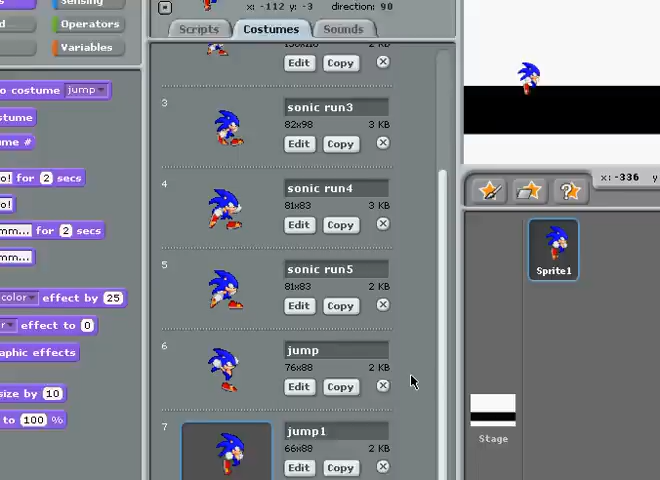 Sensing
x: -112 y: -3 direction: 90
Operators
Variables
d
Scripts
Costumes
Sounds
2 KB
Edit
Copy
3
sonic run3
82x98
3 KB
Edit
Copy
4
sonic run4
81x83
3 KB
Edit
Copy
5
sonic run5
81x83
2 KB
Edit
Copy
6
jump
76x88
2 KB
Edit
Copy
7
jump1
66x88
2 KB
Edit
Copy
o costume jump
stume
me #
o! for 2 secs
o!
mm... for 2 secs
mm...
color effect by 25
r effect to 0
aphic effects
size by 10
to 100 %
x: -336 y
Sprite1
Stage